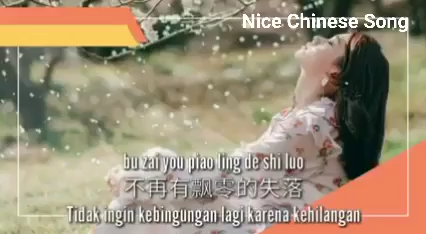 Nice Chinese Song
bu zai you piao ling de shi luo
不再有飘零的失落
Tidak ingin kebingungan lagi karena kehilangan